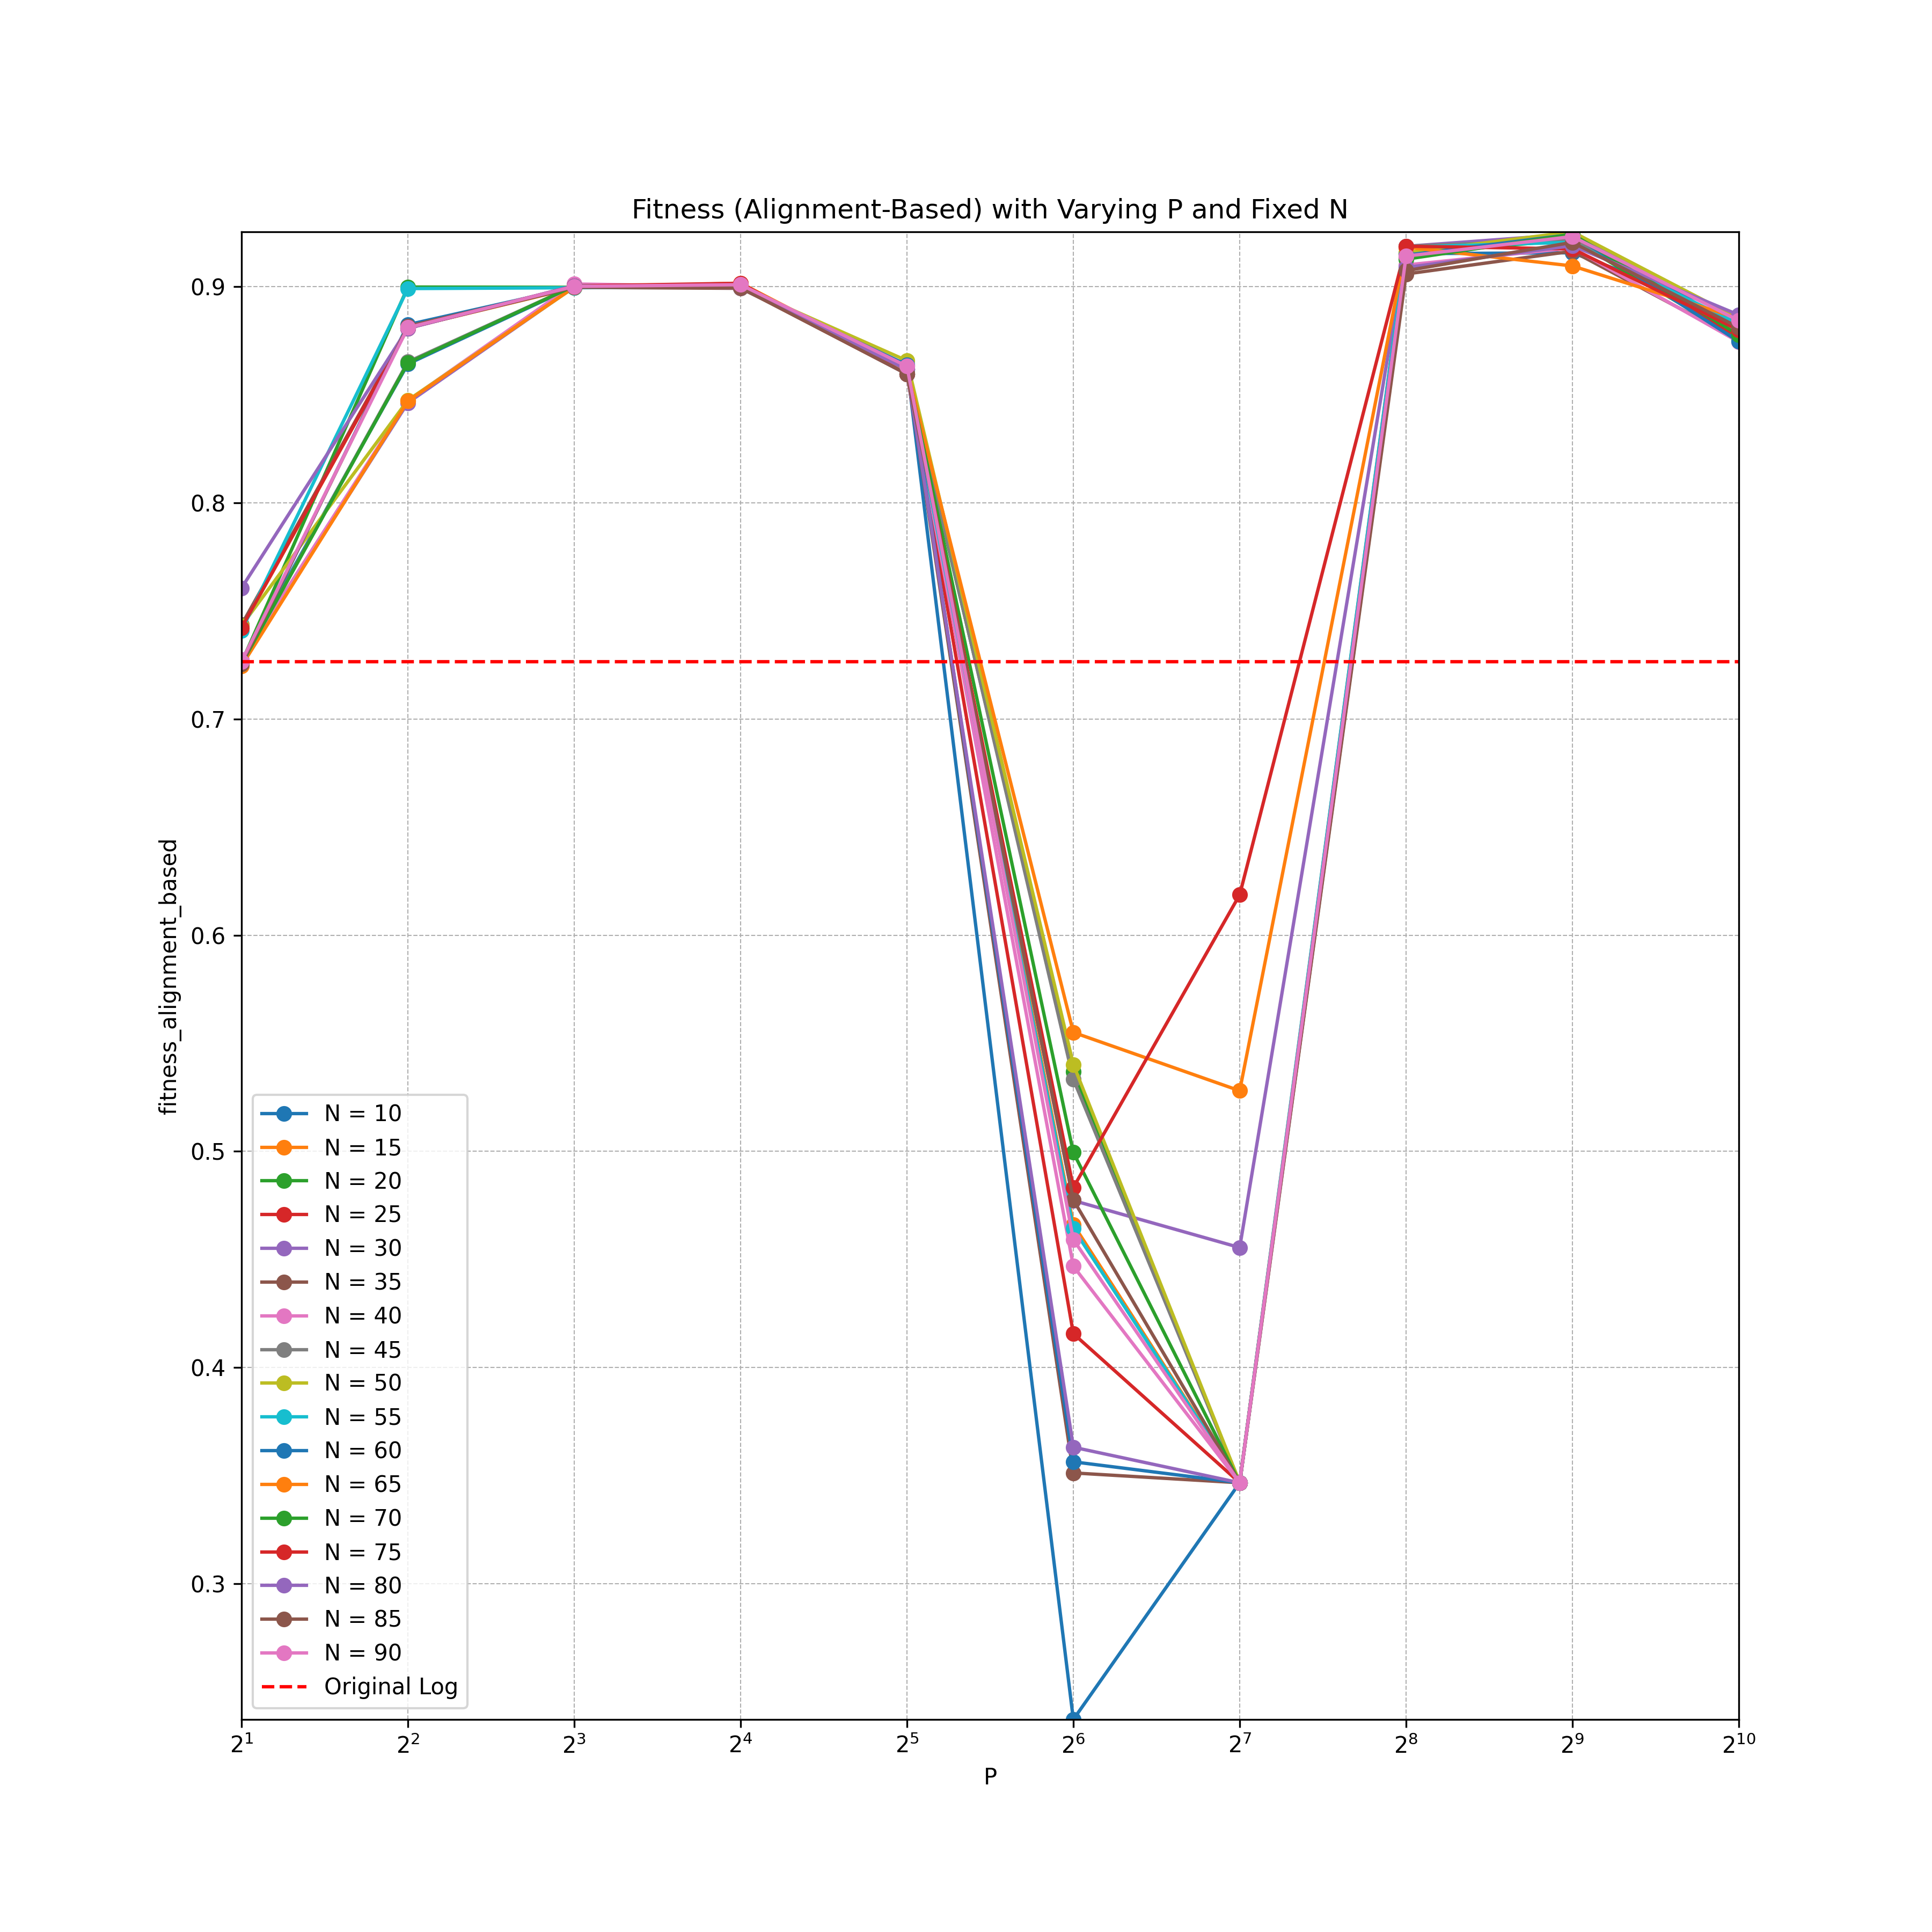 Fitness (Alignment-Based) with Varying P and Fixed N
fitness_alignment_based
0.9
0.8
0.7
0.6
0.5
0.4
0.3
N = 10
N = 15
N = 20
N = 25
N = 30
N = 35
N = 40
N = 45
N = 50
N = 55
N = 60
N = 65
N = 70
N = 75
N = 80
N = 85
N = 90
Original Log
2¹ 2² 2³ 2⁴ 2⁵ 2⁶ 2⁷ 2⁸ 2⁹ 2¹⁰
P